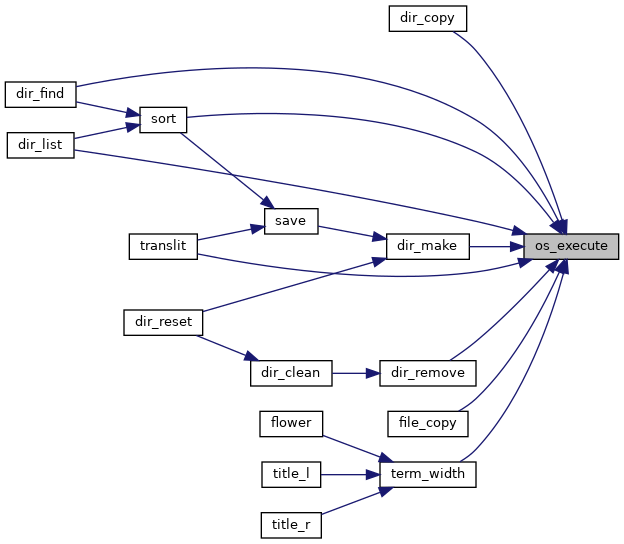 dir_copy
dir_find
sort
dir_list
save
translit
dir_make
os_execute
dir_reset
dir_clean
dir_remove
flower
file_copy
title_l
term_width
title_r